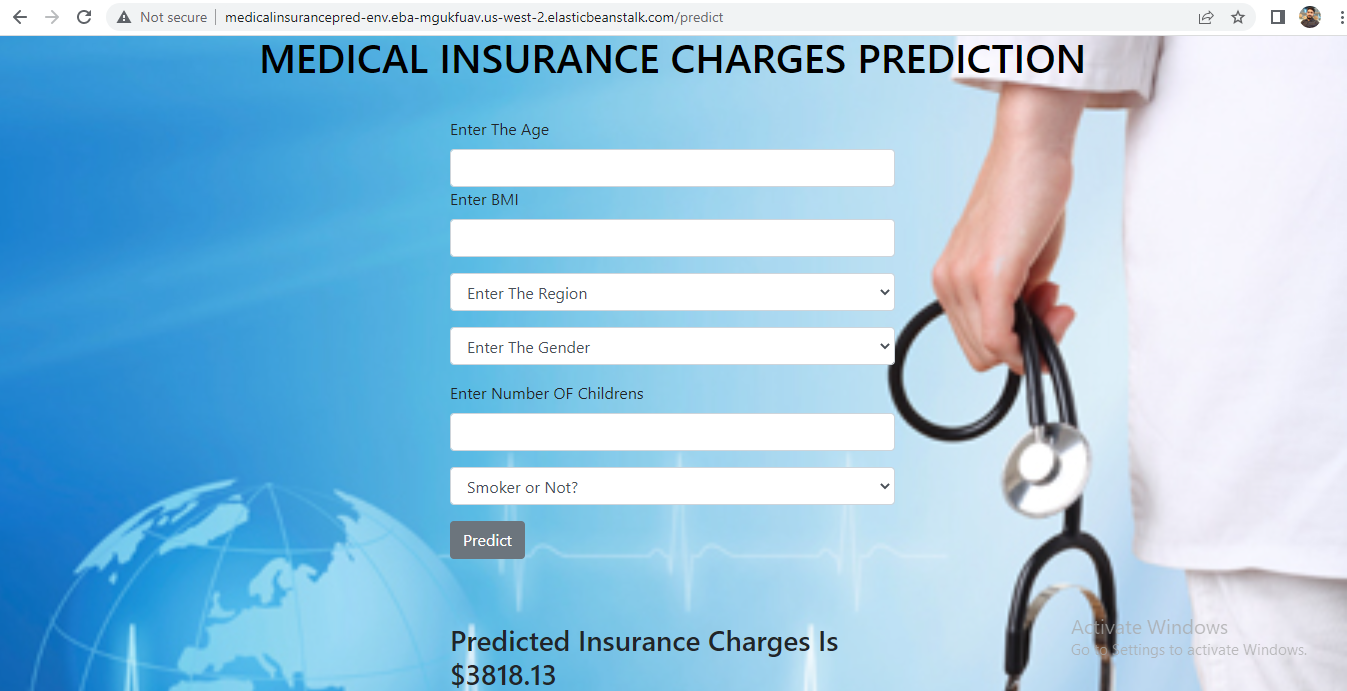 Not secure | medicalinsurancepred-env.eba-mgukfuav.us-west-2.elasticbeanstalk.com/predict
MEDICAL INSURANCE CHARGES PREDICTION
Enter The Age
Enter BMI
Enter The Region
Enter The Gender
Enter Number OF Childrens
Smoker or Not?
Predict
Predicted Insurance Charges Is
$3818.13
Activate Windows
Go to Settings to activate Windows.